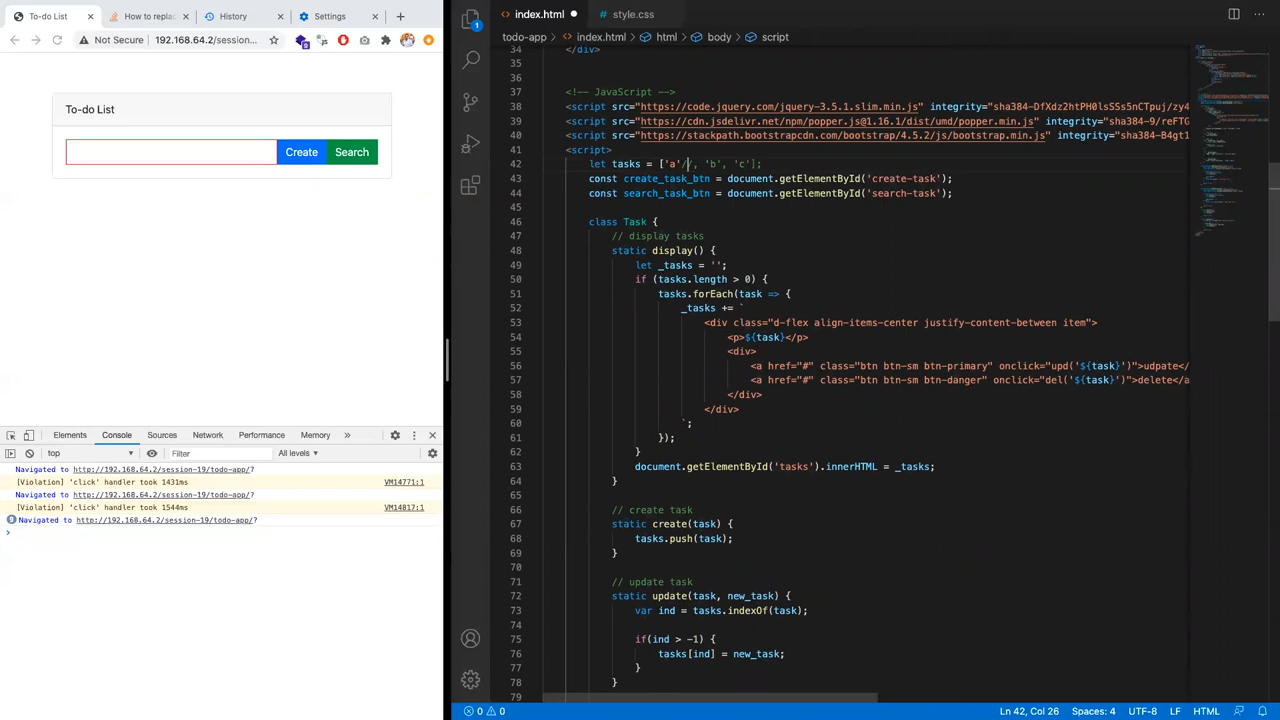 To-do List
How to replac
History
Settings
Not Secure
192.168.64.2/session...
To-do List
Create
Search
Elements
Console
Sources
Network
Performance
Memory
top
Filter
All levels
Navigated to http://192.168.64.2/session-19/todo-app/?
[Violation] 'click' handler took 1431ms
VM14771:1
Navigated to http://192.168.64.2/session-19/todo-app/?
[Violation] 'click' handler took 1544ms
VM14817:1
9 Navigated to http://192.168.64.2/session-19/todo-app/?
index.html
style.css
todo-app > index.html > html > body > script
34 </div>
35
36
37 <!-- JavaScript -->
38 <script src="https://code.jquery.com/jquery-3.5.1.slim.min.js" integrity="sha384-DfXdz2htPH0lsSSs5nCTpuj/zy4
39 <script src="https://cdn.jsdelivr.net/npm/popper.js@1.16.1/dist/umd/popper.min.js" integrity="sha384-9/reFTG
40 <script src="https://stackpath.bootstrapcdn.com/bootstrap/4.5.2/js/bootstrap.min.js" integrity="sha384-B4gt1
41 <script>
42 let tasks = ['a'//, 'b', 'c'];
43 const create_task_btn = document.getElementById('create-task');
44 const search_task_btn = document.getElementById('search-task');
45
46 class Task {
47 // display tasks
48 static display() {
49 let _tasks = '';
50 if (tasks.length > 0) {
51 tasks.forEach(task => {
52 _tasks += `
53 <div class="d-flex align-items-center justify-content-between item">
54 <p>${task}</p>
55 <div>
56 <a href="#" class="btn btn-sm btn-primary" onclick="upd('${task}')">udpate</
57 <a href="#" class="btn btn-sm btn-danger" onclick="del('${task}')">delete</a
58 </div>
59 </div>
60 `;
61 });
62 }
63 document.getElementById('tasks').innerHTML = _tasks;
64 }
65
66 // create task
67 static create(task) {
68 tasks.push(task);
69 }
70
71 // update task
72 static update(task, new_task) {
73 var ind = tasks.indexOf(task);
74
75 if(ind > -1) {
76 tasks[ind] = new_task;
77 }
78 }
79
0 0
Ln 42, Col 26
Spaces: 4
UTF-8
LF
HTML